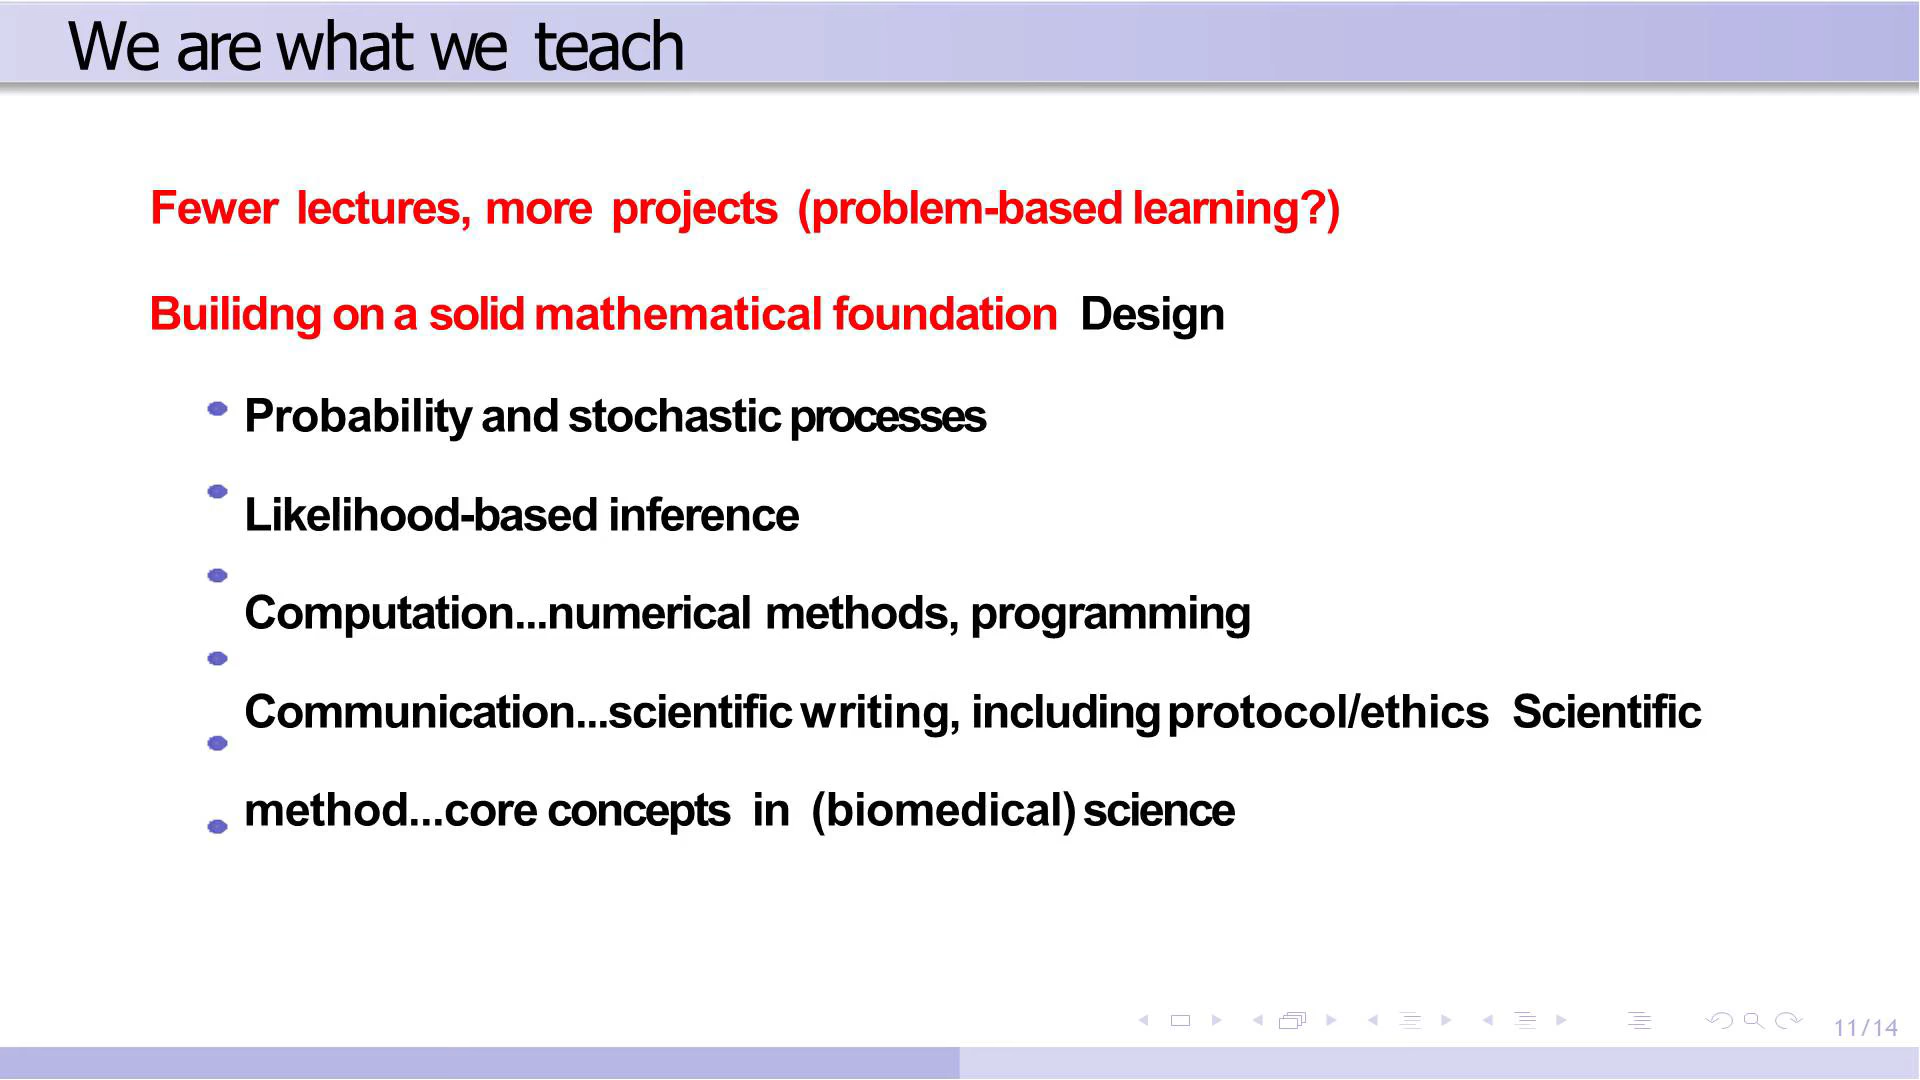 We are what we teach
Fewer lectures, more projects (problem-based learning?)
Builidng on a solid mathematical foundation Design
Probability and stochastic processes
Likelihood-based inference
Computation...numerical methods, programming
Communication...scientific writing, including protocol/ethics Scientific
method...core concepts in (biomedical) science
11/14